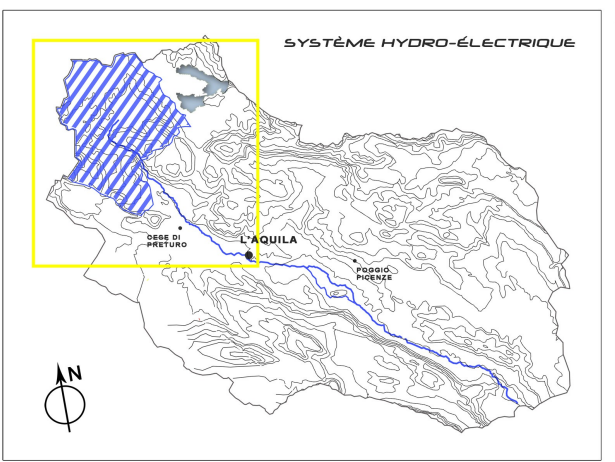 SYSTÈME HYDRO-ÉLECTRIQUE
CESE DI
PRETURO
L'AQUILA
POGGIO
PICENZE
N